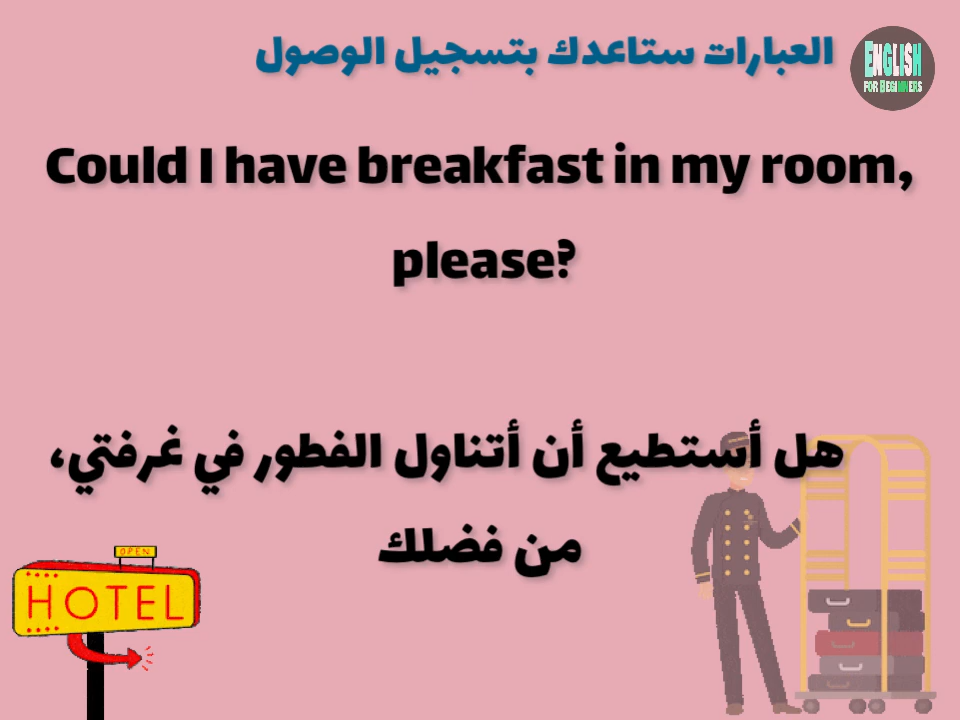 العبارات ستاعدك بتسجيل الوصول
ENGLISH
FOR BEGINNERS
Could I have breakfast in my room,
please?
هل أستطيع أن أتناول الفطور في غرفتي،
من فضلك
OPEN
HOTEL